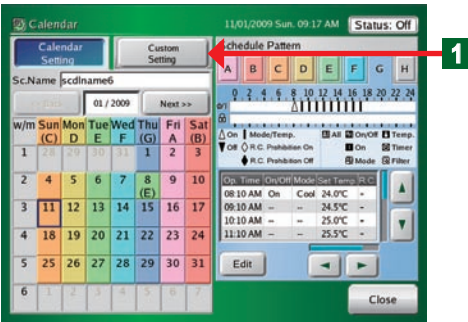 Calendar 11/01/2009 Sun. 09:17 AM Status: Off
Calendar Setting
Custom Setting
1
Sc.Name scdlname6
<< Back 01 / 2009 Next >>
w/m Sun Mon Tue Wed Thu Fri Sat
(C) D E F (G) A (B)
1 28 29 30 31 1 2 3
2 4 5 6 7 8 9 10
(E)
3 11 12 13 14 15 16 17
4 18 19 20 21 22 23 24
5 25 26 27 28 29 30 31
6 1 2 3 4 5 6 7
Schedule Pattern
A B C D E F G H
0 2 4 6 8 10 12 14 16 18 20 22 24
On Mode/Temp. All On/Off Temp.
Off R.C. Prohibition On On Timer
R.C. Prohibition Off Mode Filter
Op. Time On/Off Mode Set Temp R.C.
08:10 AM On Cool 24.0°C -
09:10 AM - - 24.5°C -
10:10 AM - - 25.0°C -
11:10 AM - - 25.5°C -
Edit
Close